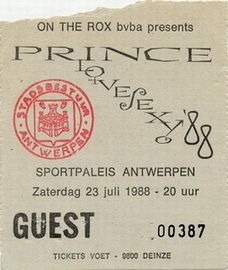 ON THE ROX bvba presents
PRINCE
LOVESEXY '88
STADSBESTUUR
· ANTWERPEN ·
SPORTPALEIS ANTWERPEN
Zaterdag 23 juli 1988 - 20 uur
GUEST
00387
TICKETS VOET - 9800 DEINZE